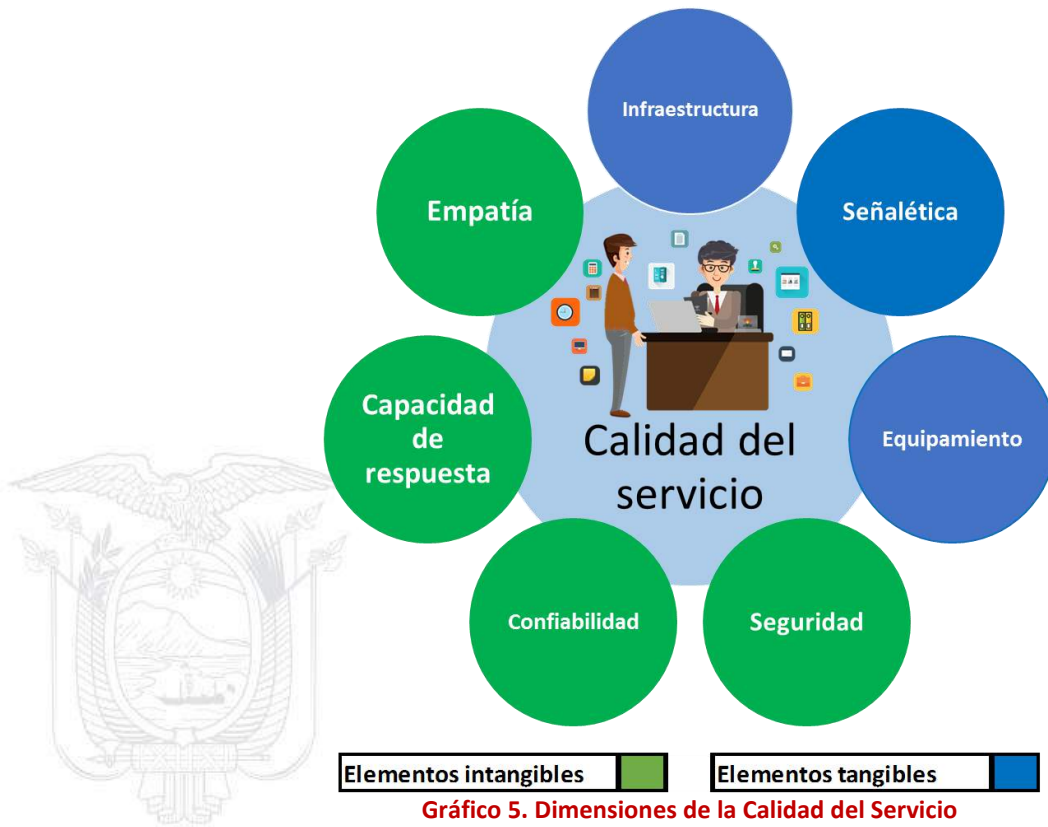 Infraestructura
Señalética
Equipamiento
Seguridad
Confiabilidad
Capacidad
de
respuesta
Empatía
Calidad del
servicio
Elementos intangibles
Elementos tangibles
Gráfico 5. Dimensiones de la Calidad del Servicio